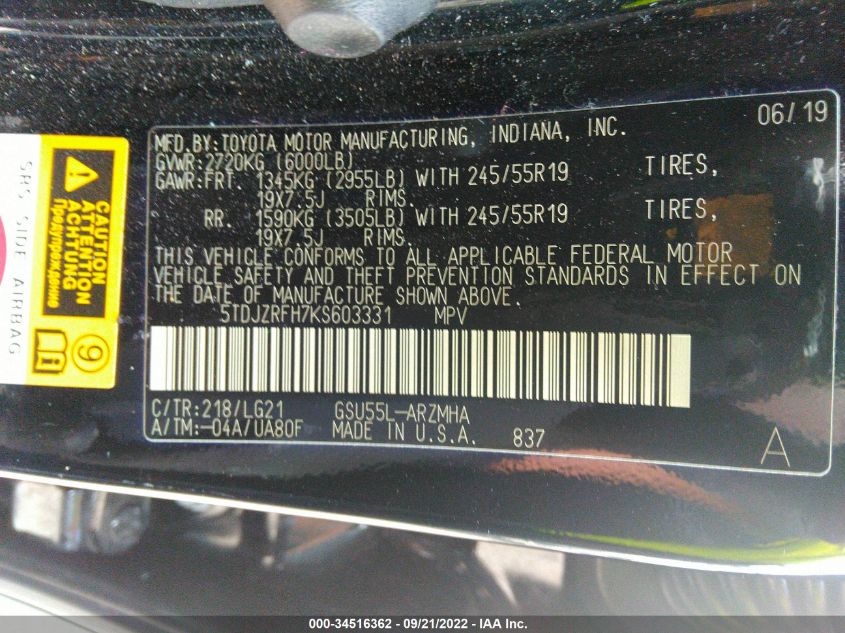 06/19
MFD.BY:TOYOTA MOTOR MANUFACTURING, INDIANA, INC.
GVWR:2720KG (6000LB)
GAWR:FRT. 1345KG (2955LB) WITH 245/55R19 TIRES,
19X7.5J RIMS.
RR. 1590KG (3505LB) WITH 245/55R19 TIRES,
19X7.5J RIMS.
THIS VEHICLE CONFORMS TO ALL APPLICABLE FEDERAL MOTOR
VEHICLE SAFETY AND THEFT PREVENTION STANDARDS IN EFFECT ON
THE DATE OF MANUFACTURE SHOWN ABOVE.
5TDJZRFH7KS603331 MPV
C/TR:218/LG21 GSU55L-ARZMHA
A/TM:-04A/UA80F MADE IN U.S.A. 837
A
SRS SIDE AIRBAG
CAUTION
ATTENTION
ACHTUNG
Предупреждение
9
000-34516362 - 09/21/2022 - IAA Inc.